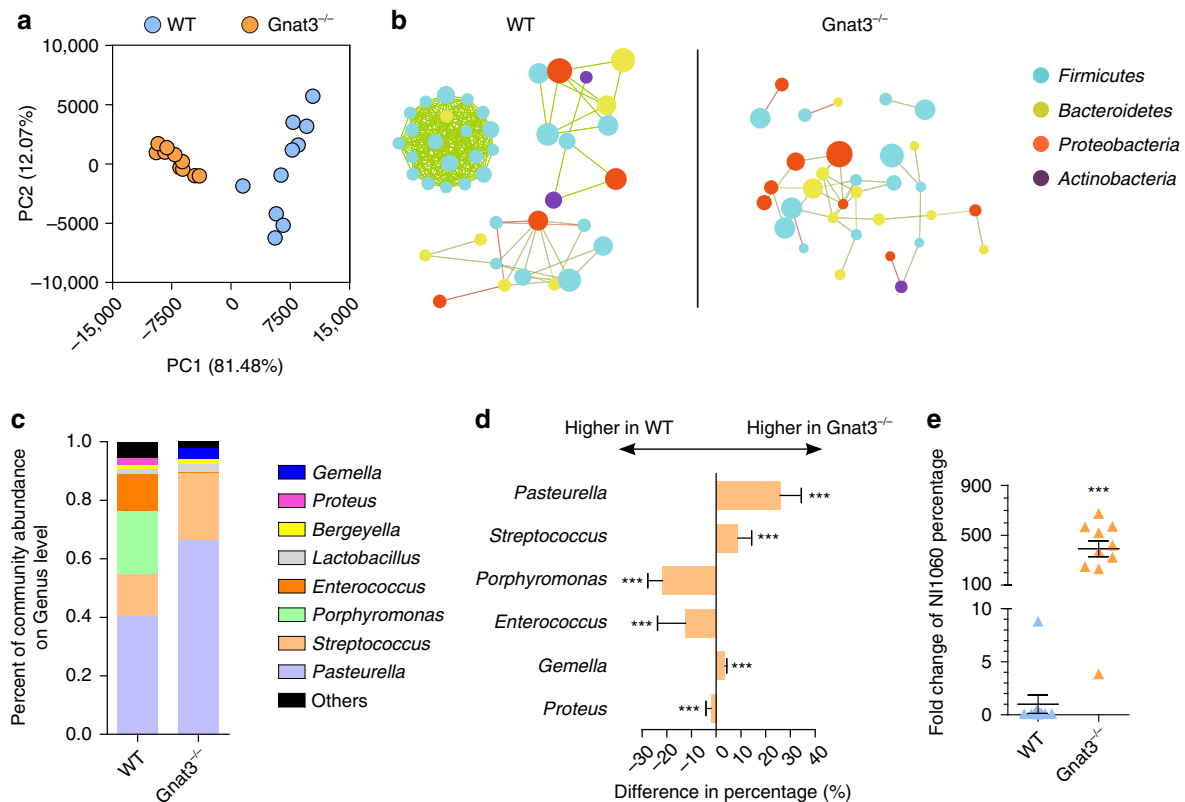 a
WT
Gnat3–/–
10,000
5000
0
–5000
–10,000
PC2 (12.07%)
–15,000
–7500
0
7500
15,000
PC1 (81.48%)
b
WT
Gnat3–/–
Firmicutes
Bacteroidetes
Proteobacteria
Actinobacteria
c
Percent of community abundance
on Genus level
1.0
0.8
0.6
0.4
0.2
0.0
WT
Gnat3–/–
Gemella
Proteus
Bergeyella
Lactobacillus
Enterococcus
Porphyromonas
Streptococcus
Pasteurella
Others
d
Higher in WT
Higher in Gnat3–/–
Pasteurella
***
Streptococcus
***
Porphyromonas
***
Enterococcus
***
Gemella
***
Proteus
***
–30
–20
–10
0
10
20
30
40
Difference in percentage (%)
e
Fold change of NI1060 percentage
***
900
500
100
10
5
0
WT
Gnat3–/–